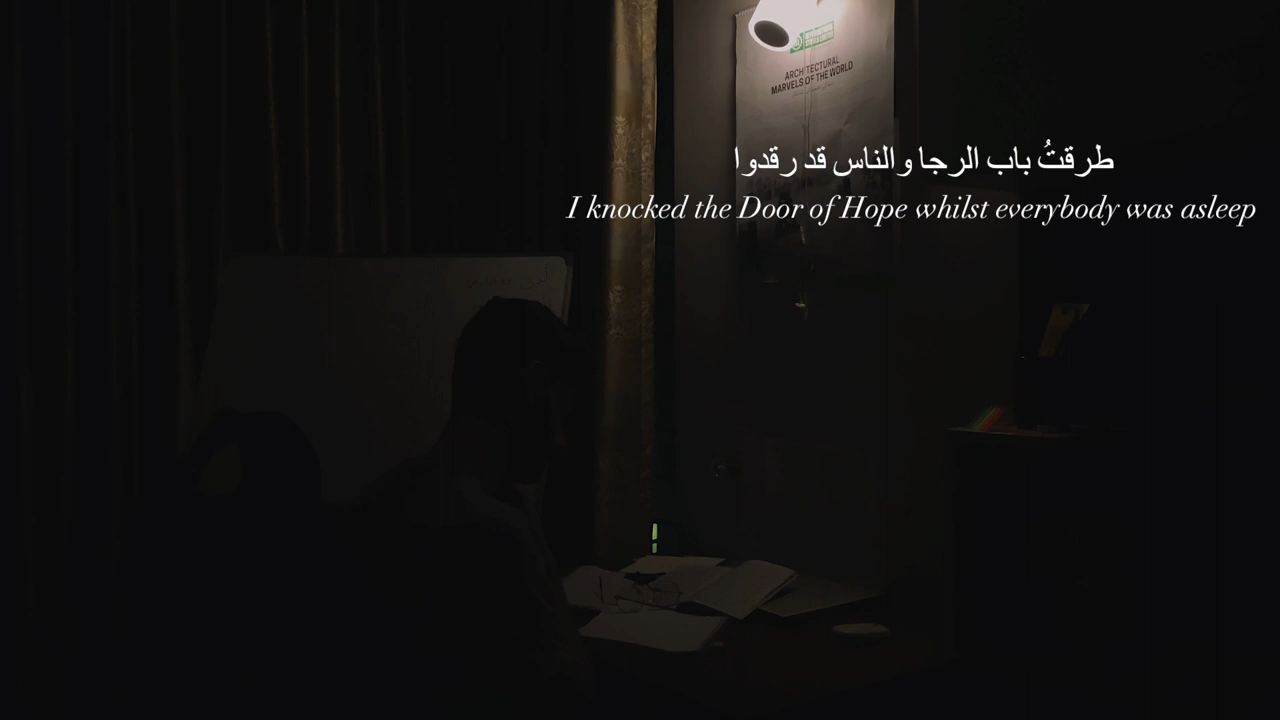 ARCHITECTURAL
MARVELS OF THE WORLD
طرقتُ باب الرجا والناس قد رقدوا
I knocked the Door of Hope whilst everybody was asleep